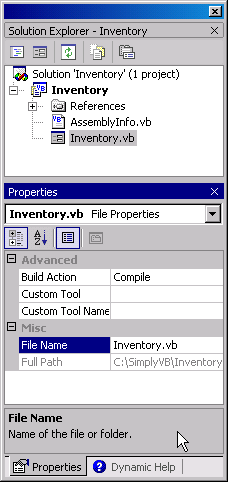 Solution Explorer - Inventory
Solution 'Inventory' (1 project)
Inventory
References
AssemblyInfo.vb
Inventory.vb
Properties
Inventory.vb File Properties
Advanced
Build Action Compile
Custom Tool
Custom Tool Name
Misc
File Name Inventory.vb
Full Path C:\SimplyVB\Inventory
File Name
Name of the file or folder.
Properties Dynamic Help